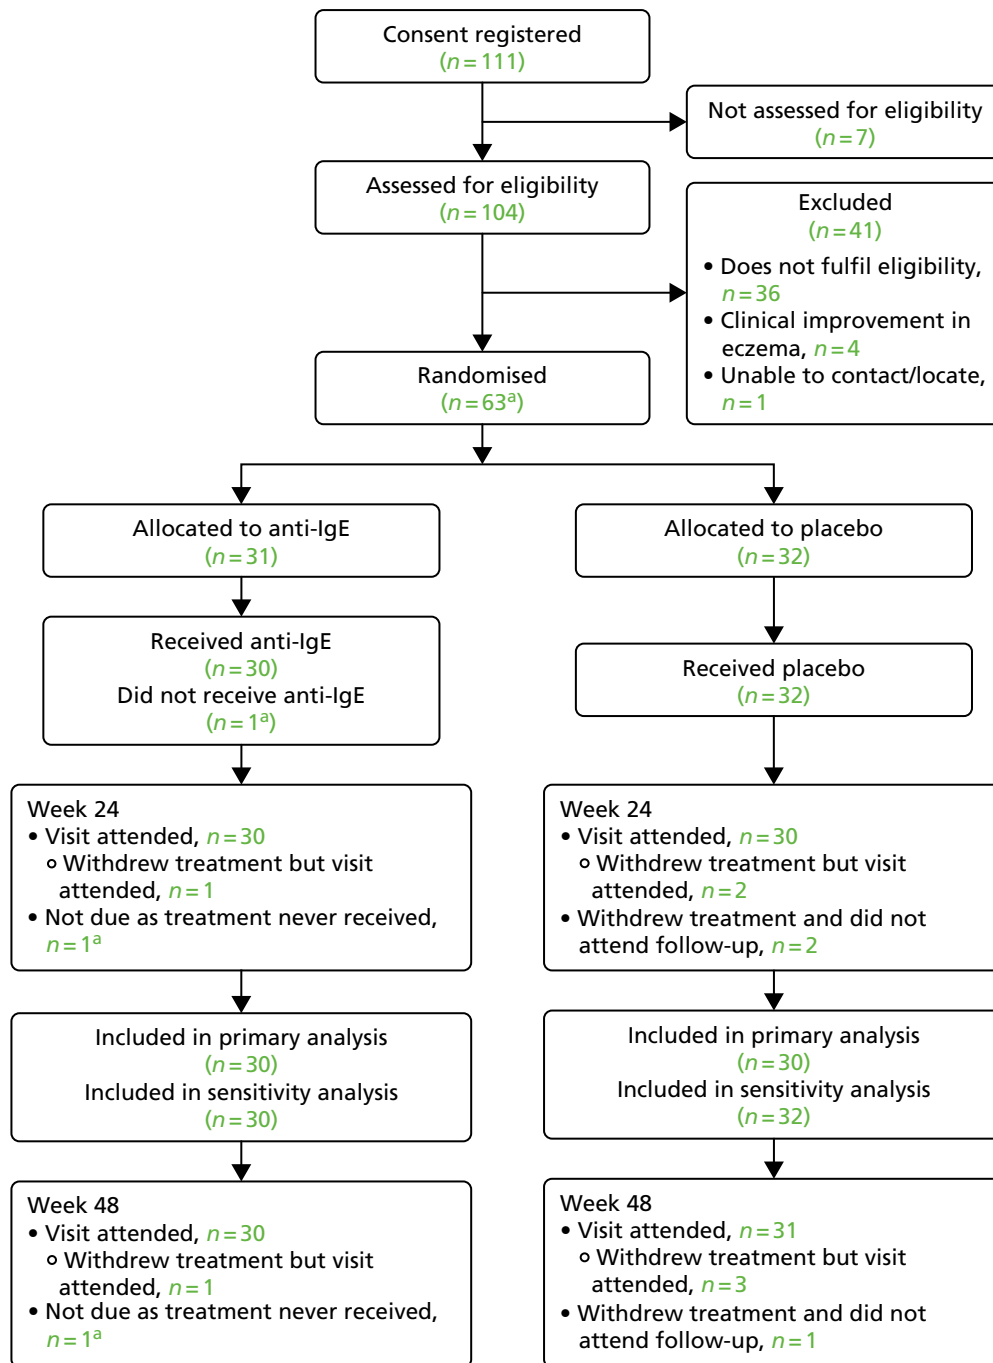 Consent registered
(n=111)
Not assessed for eligibility
(n=7)
Assessed for eligibility
(n=104)
Excluded
(n=41)
• Does not fulfil eligibility,
n=36
• Clinical improvement in
eczema, n=4
• Unable to contact/locate,
n=1
Randomised
(n=63a)
Allocated to anti-IgE
(n=31)
Allocated to placebo
(n=32)
Received anti-IgE
(n=30)
Did not receive anti-IgE
(n=1a)
Received placebo
(n=32)
Week 24
• Visit attended, n=30
Withdrew treatment but visit
attended, n=1
• Not due as treatment never received,
n=1a
Week 24
• Visit attended, n=30
Withdrew treatment but visit
attended, n=2
• Withdrew treatment and did not
attend follow-up, n=2
Included in primary analysis
(n=30)
Included in sensitivity analysis
(n=30)
Included in primary analysis
(n=30)
Included in sensitivity analysis
(n=32)
Week 48
• Visit attended, n=30
Withdrew treatment but visit
attended, n=1
• Not due as treatment never received,
n=1a
Week 48
• Visit attended, n=31
Withdrew treatment but visit
attended, n=3
• Withdrew treatment and did not
attend follow-up, n=1